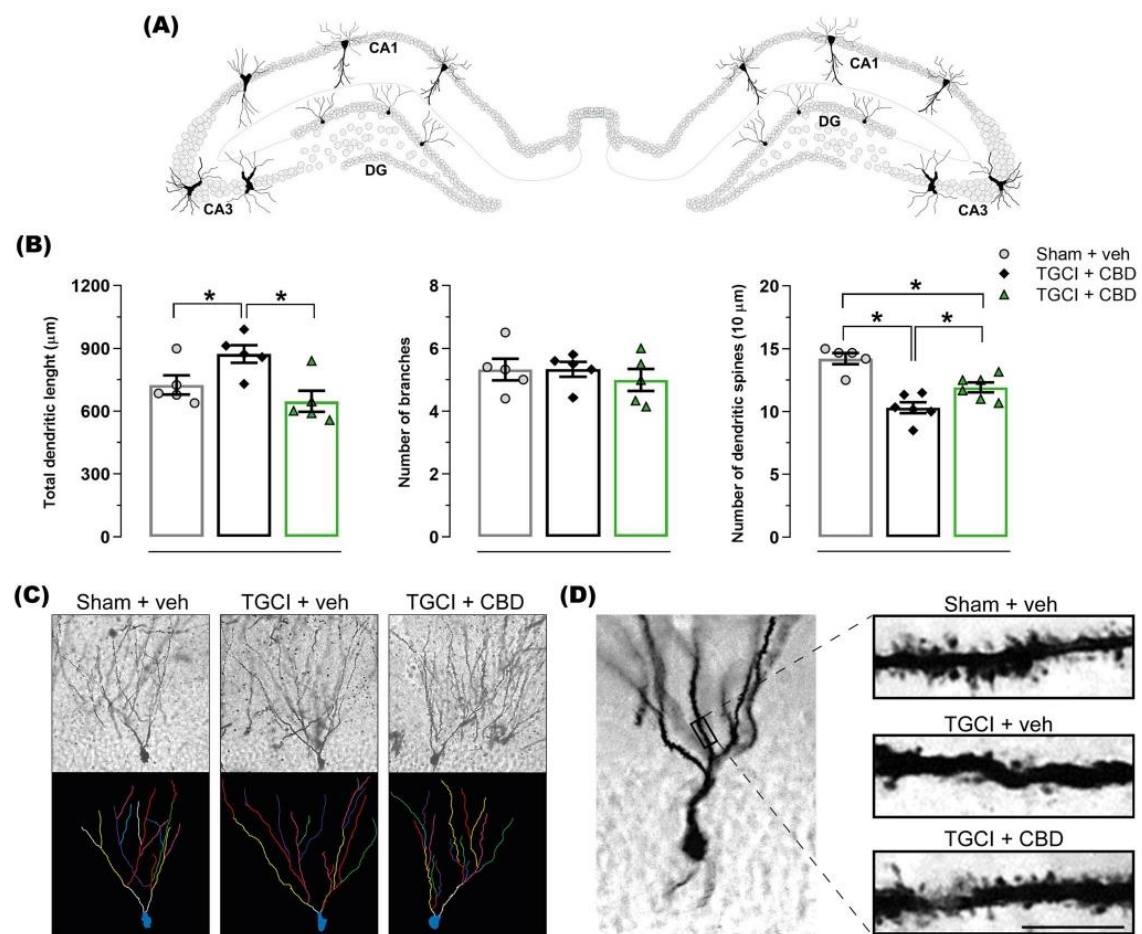 (A)
CA1
CA1
DG
DG
CA3
CA3
(B)
Sham + veh
TGCI + CBD
TGCI + CBD
Total dendritic lenght (μm)
1200
900
600
300
0
*
*
Number of branches
8
6
4
2
0
Number of dendritic spines (10 μm)
20
15
10
5
0
*
*
*
(C)
Sham + veh
TGCI + veh
TGCI + CBD
(D)
Sham + veh
TGCI + veh
TGCI + CBD